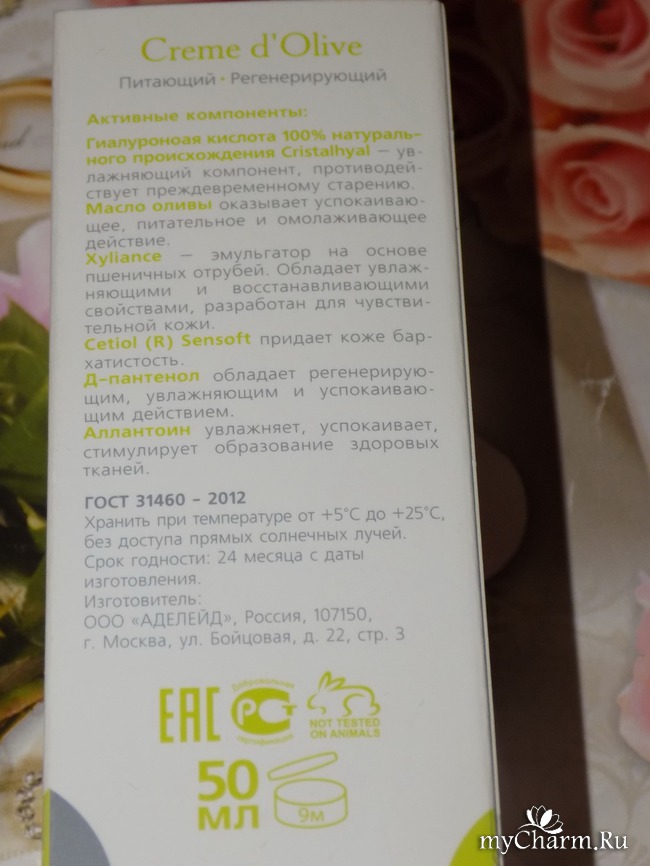 Creme d'Olive
Питающий · Регенерирующий
Активные компоненты:
Гиалуроноая кислота 100% натураль-
ного происхождения Cristalhyal – ув-
лажняющий компонент, противодей-
ствует преждевременному старению.
Масло оливы оказывает успокаиваю-
щее, питательное и омолаживающее
действие.
Xyliance – эмульгатор на основе
пшеничных отрубей. Обладает увлаж-
няющими и восстанавливающими
свойствами, разработан для чувстви-
тельной кожи.
Cetiol (R) Sensoft придает коже бар-
хатистость.
Д-пантенол обладает регенерирую-
щим, увлажняющим и успокаиваю-
щим действием.
Аллантоин увлажняет, успокаивает,
стимулирует образование здоровых
тканей.
ГОСТ 31460 – 2012
Хранить при температуре от +5°С до +25°С,
без доступа прямых солнечных лучей.
Срок годности: 24 месяца с даты
изготовления.
Изготовитель:
ООО «АДЕЛЕЙД», Россия, 107150,
г. Москва, ул. Бойцовая, д. 22, стр. 3
EAC
Добровольная
РСТ
сертификация
NOT TESTED
ON ANIMALS
50
МЛ
9м
myCharm.Ru